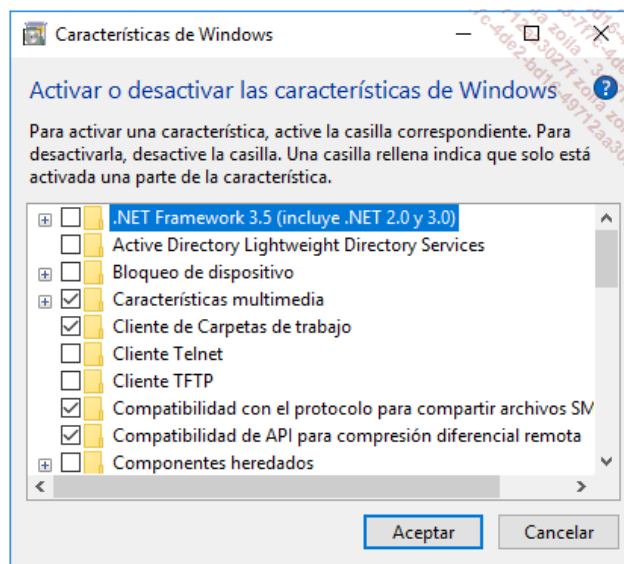 Características de Windows
Activar o desactivar las características de Windows
?
Para activar una característica, active la casilla correspondiente. Para
desactivarla, desactive la casilla. Una casilla rellena indica que solo está
activada una parte de la característica.
.NET Framework 3.5 (incluye .NET 2.0 y 3.0)
Active Directory Lightweight Directory Services
Bloqueo de dispositivo
Características multimedia
Cliente de Carpetas de trabajo
Cliente Telnet
Cliente TFTP
Compatibilidad con el protocolo para compartir archivos SM
Compatibilidad de API para compresión diferencial remota
Componentes heredados
Aceptar
Cancelar